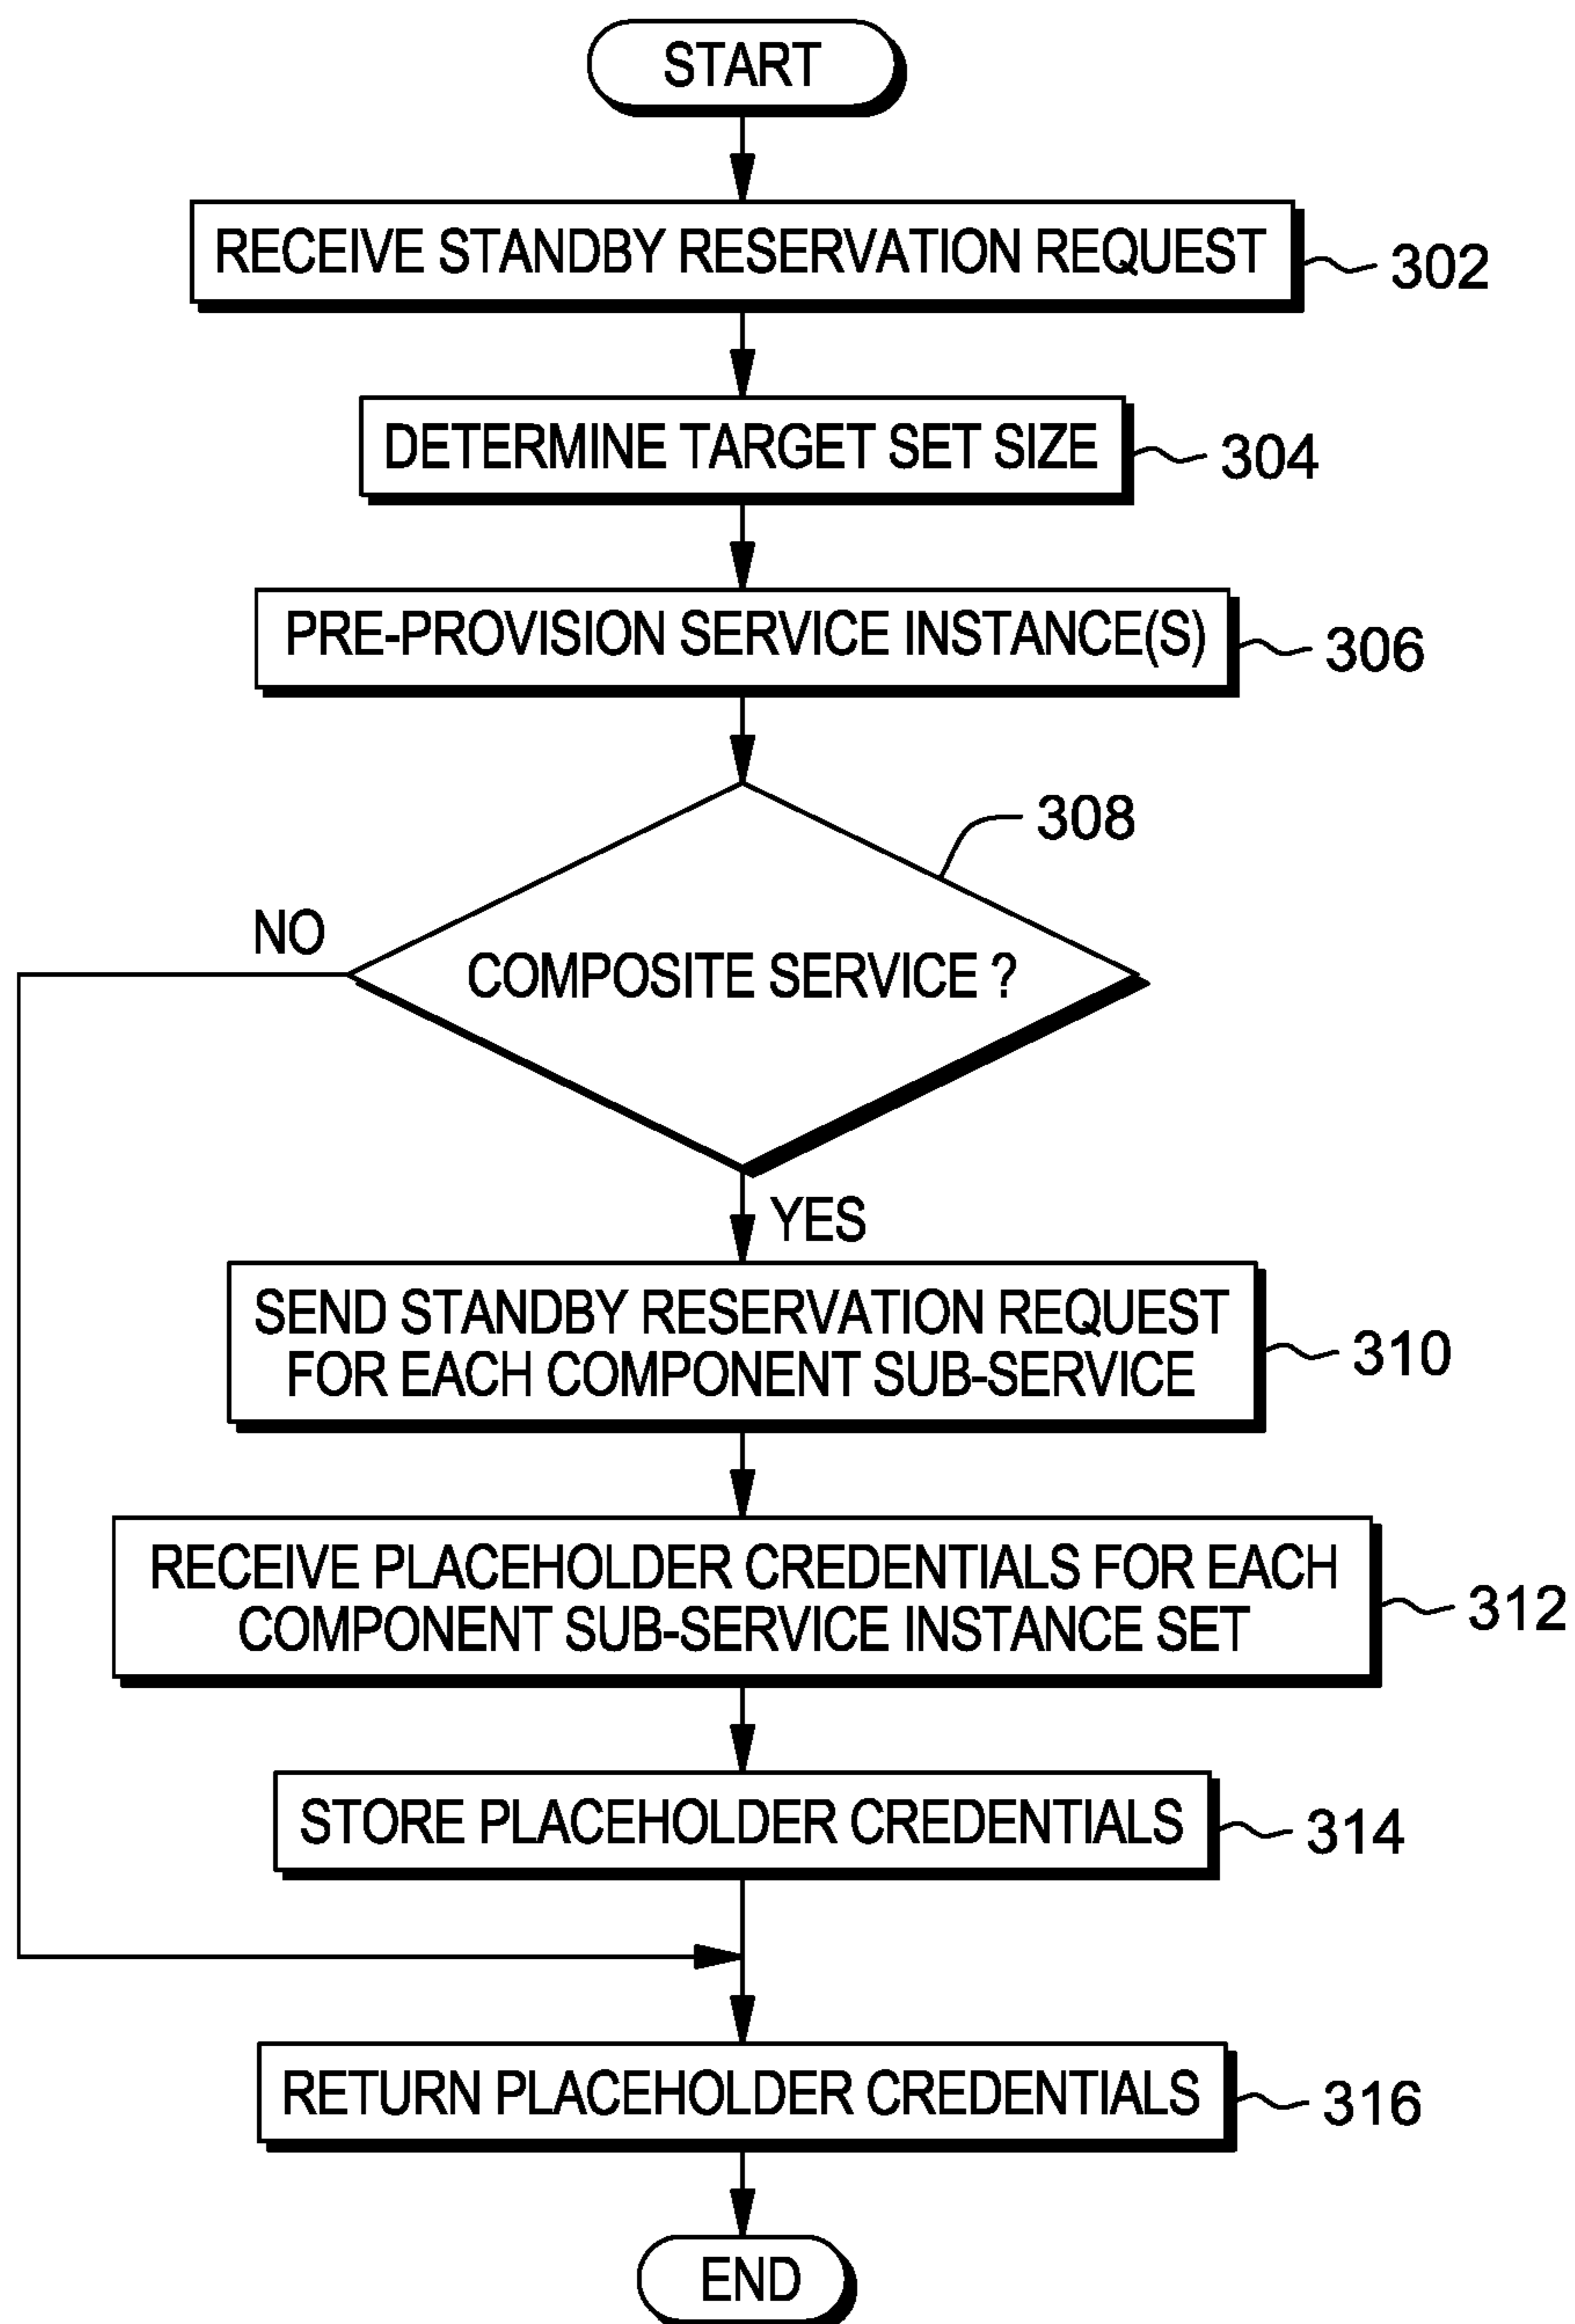 START
RECEIVE STANDBY RESERVATION REQUEST
302
DETERMINE TARGET SET SIZE
304
PRE-PROVISION SERVICE INSTANCE(S)
306
308
NO
COMPOSITE SERVICE ?
YES
SEND STANDBY RESERVATION REQUEST
FOR EACH COMPONENT SUB-SERVICE
310
RECEIVE PLACEHOLDER CREDENTIALS FOR EACH
COMPONENT SUB-SERVICE INSTANCE SET
312
STORE PLACEHOLDER CREDENTIALS
314
RETURN PLACEHOLDER CREDENTIALS
316
END